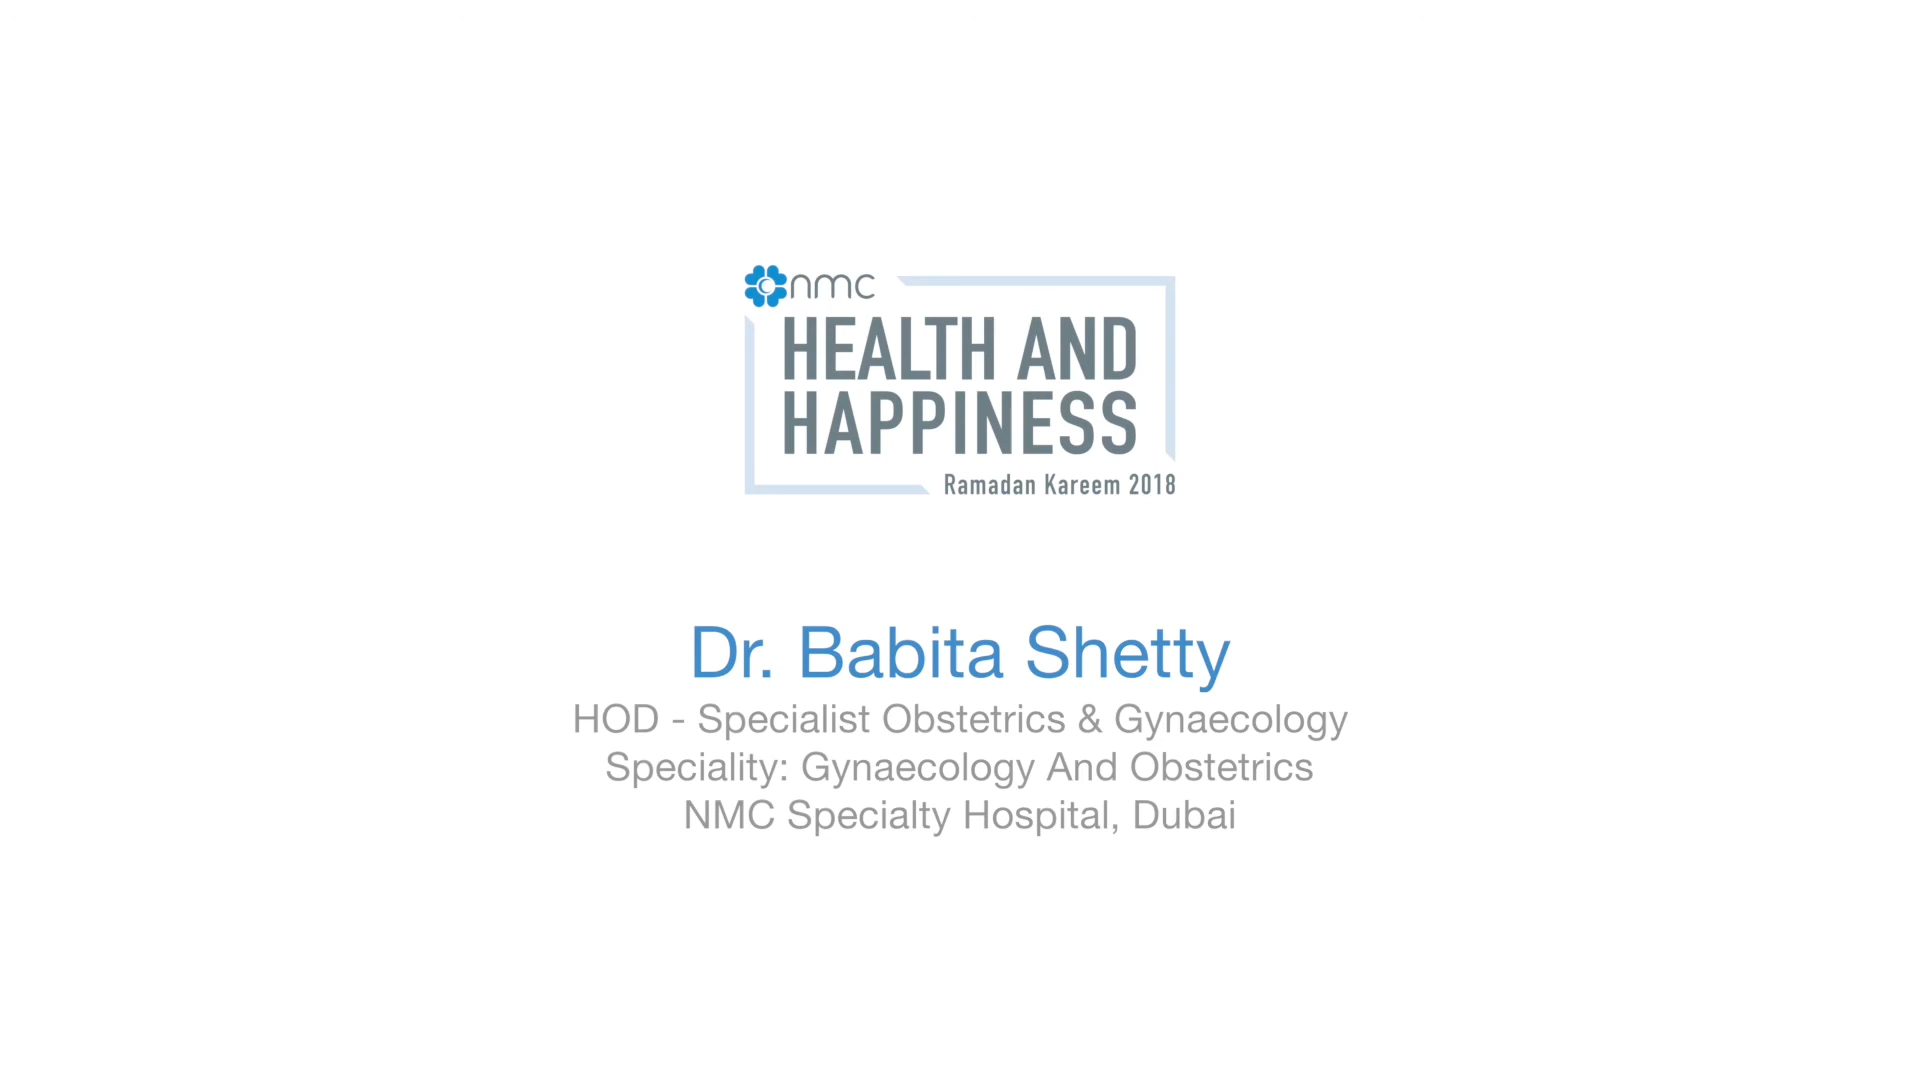 nmc
HEALTH AND
HAPPINESS
Ramadan Kareem 2018
Dr. Babita Shetty
HOD - Specialist Obstetrics & Gynaecology
Speciality: Gynaecology And Obstetrics
NMC Specialty Hospital, Dubai